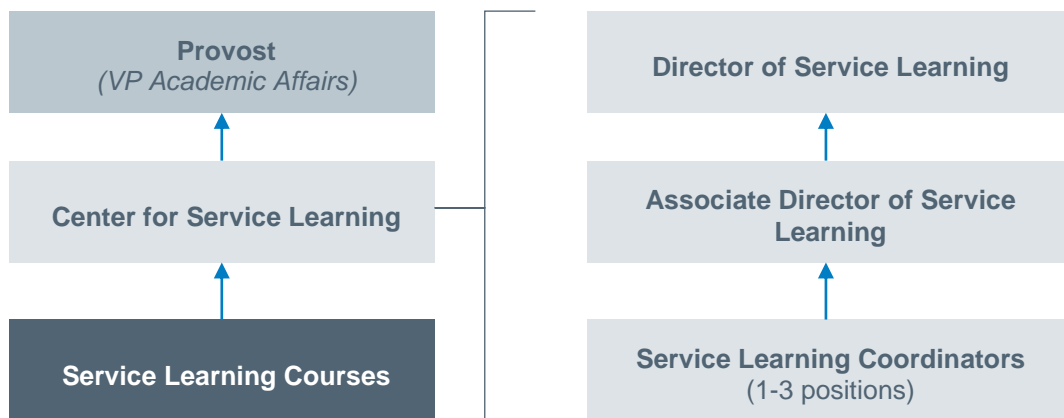 Provost
(VP Academic Affairs)
Center for Service Learning
Service Learning Courses
Director of Service Learning
Associate Director of Service
Learning
Service Learning Coordinators
(1-3 positions)